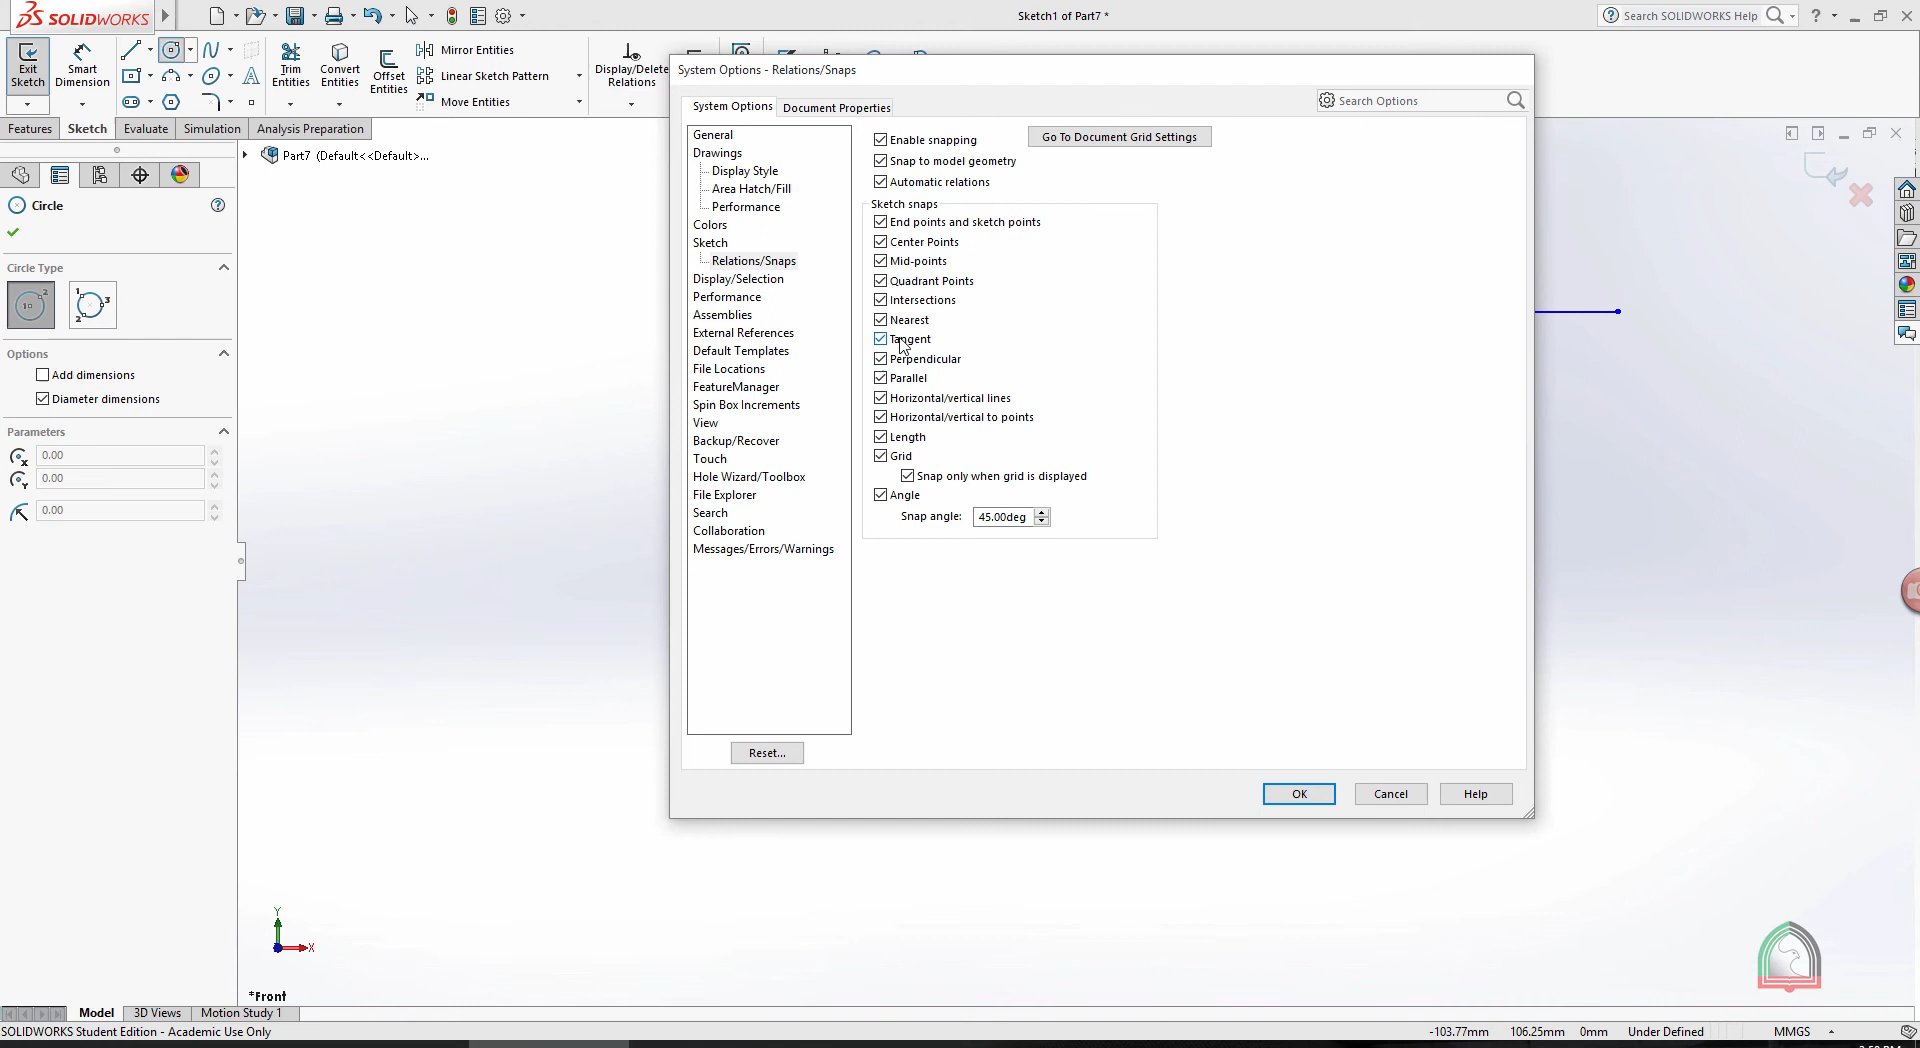 SOLIDWORKS
Sketch1 of Part7 *
Search SOLIDWORKS Help
Exit Sketch
Smart Dimension
Trim Entities
Convert Entities
Offset Entities
Mirror Entities
Linear Sketch Pattern
Move Entities
Display/Delete Relations
Features
Sketch
Evaluate
Simulation
Analysis Preparation
Part7 (Default<<Default>...
Circle
Circle Type
Options
Add dimensions
Diameter dimensions
Parameters
0.00
0.00
0.00
System Options - Relations/Snaps
System Options
Document Properties
Search Options
General
Drawings
Display Style
Area Hatch/Fill
Performance
Colors
Sketch
Relations/Snaps
Display/Selection
Performance
Assemblies
External References
Default Templates
File Locations
FeatureManager
Spin Box Increments
View
Backup/Recover
Touch
Hole Wizard/Toolbox
File Explorer
Search
Collaboration
Messages/Errors/Warnings
Reset...
Enable snapping
Go To Document Grid Settings
Snap to model geometry
Automatic relations
Sketch snaps
End points and sketch points
Center Points
Mid-points
Quadrant Points
Intersections
Nearest
Tangent
Perpendicular
Parallel
Horizontal/vertical lines
Horizontal/vertical to points
Length
Grid
Snap only when grid is displayed
Angle
Snap angle: 45.00deg
OK
Cancel
Help
Y
X
*Front
Model
3D Views
Motion Study 1
SOLIDWORKS Student Edition - Academic Use Only
-103.77mm 106.25mm 0mm Under Defined MMGS